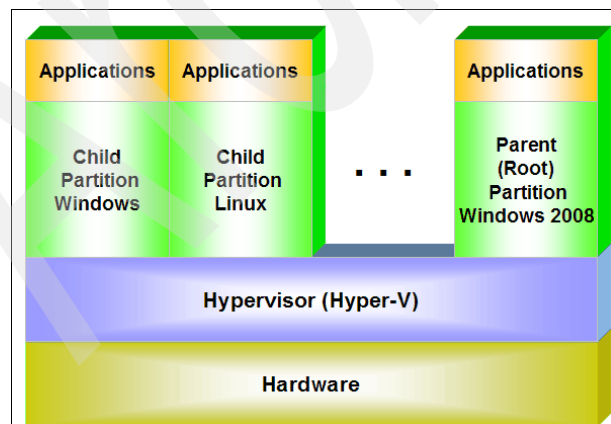 Applications
Applications
Applications
Child
Partition
Windows
Child
Partition
Linux
. . .
Parent
(Root)
Partition
Windows 2008
Hypervisor (Hyper-V)
Hardware